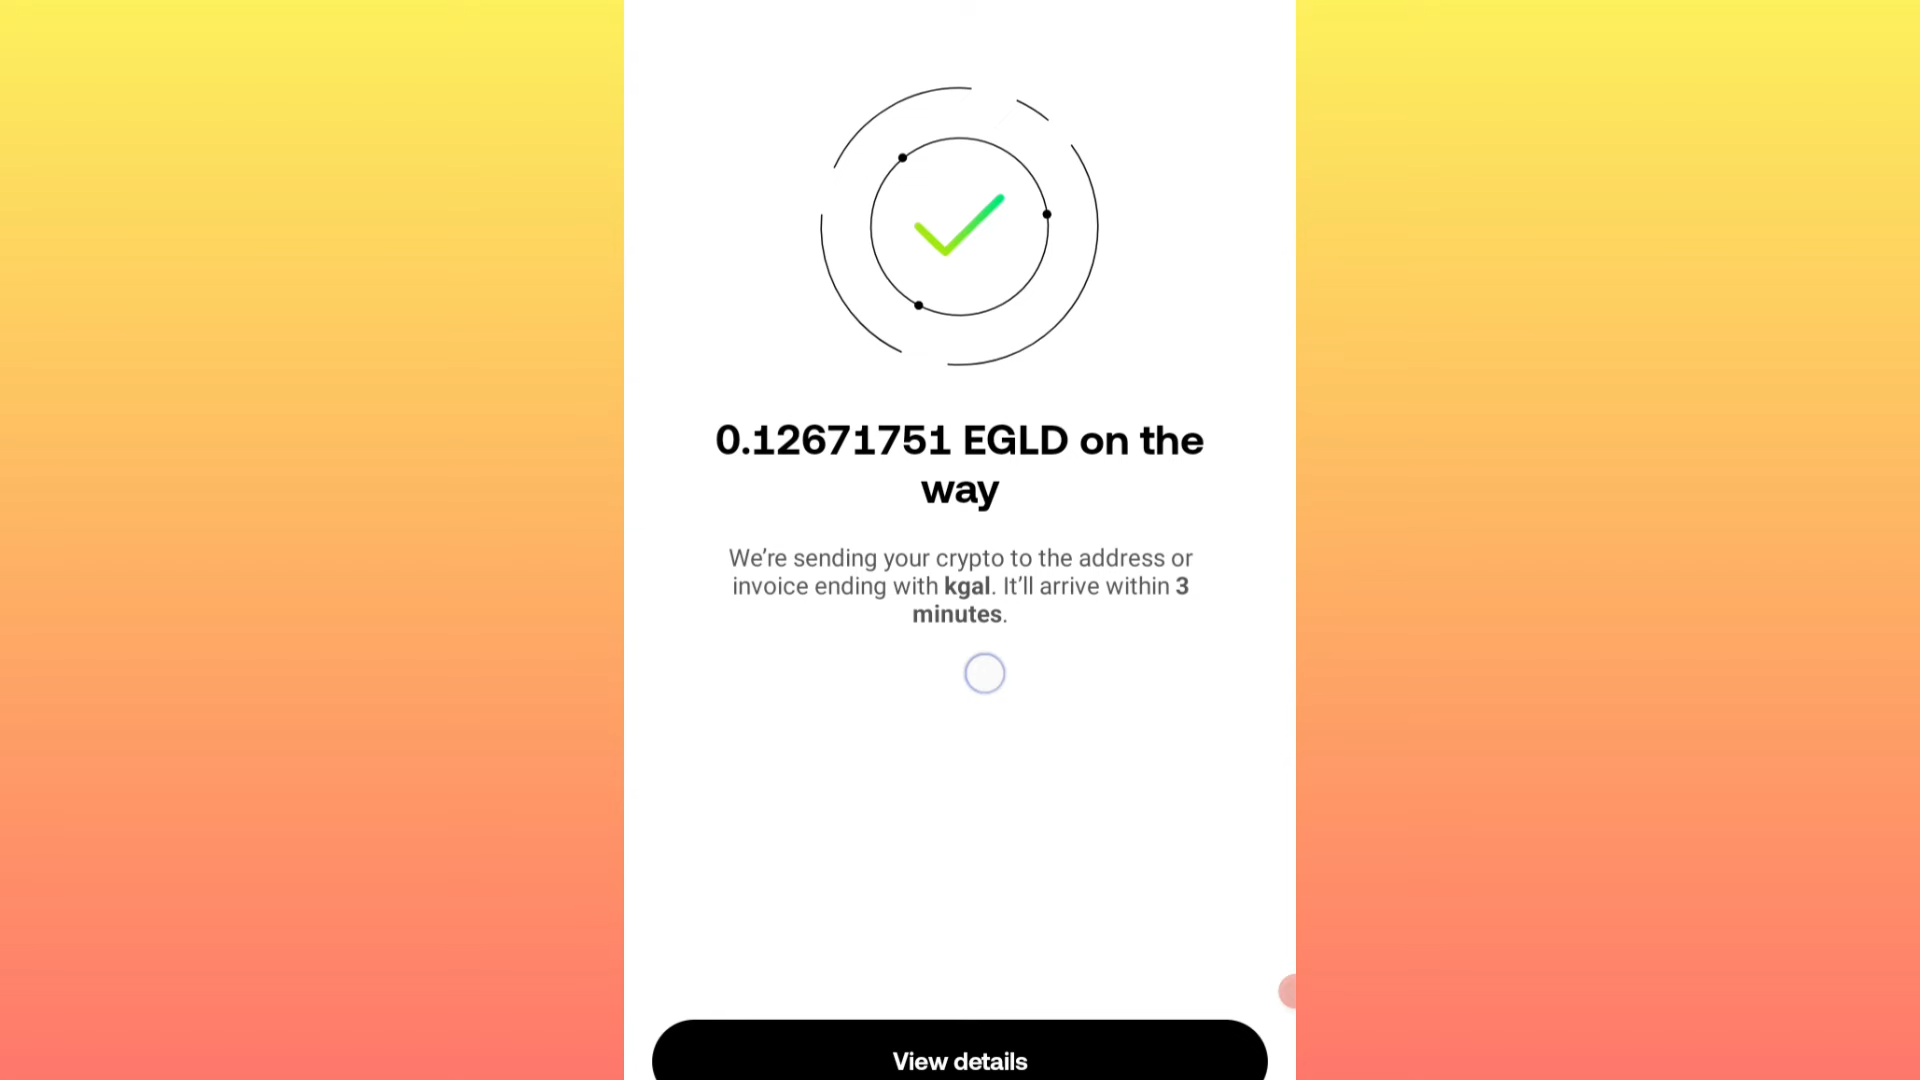 0.12671751 EGLD on the
way
We’re sending your crypto to the address or
invoice ending with kgal. It’ll arrive within 3
minutes.
View details